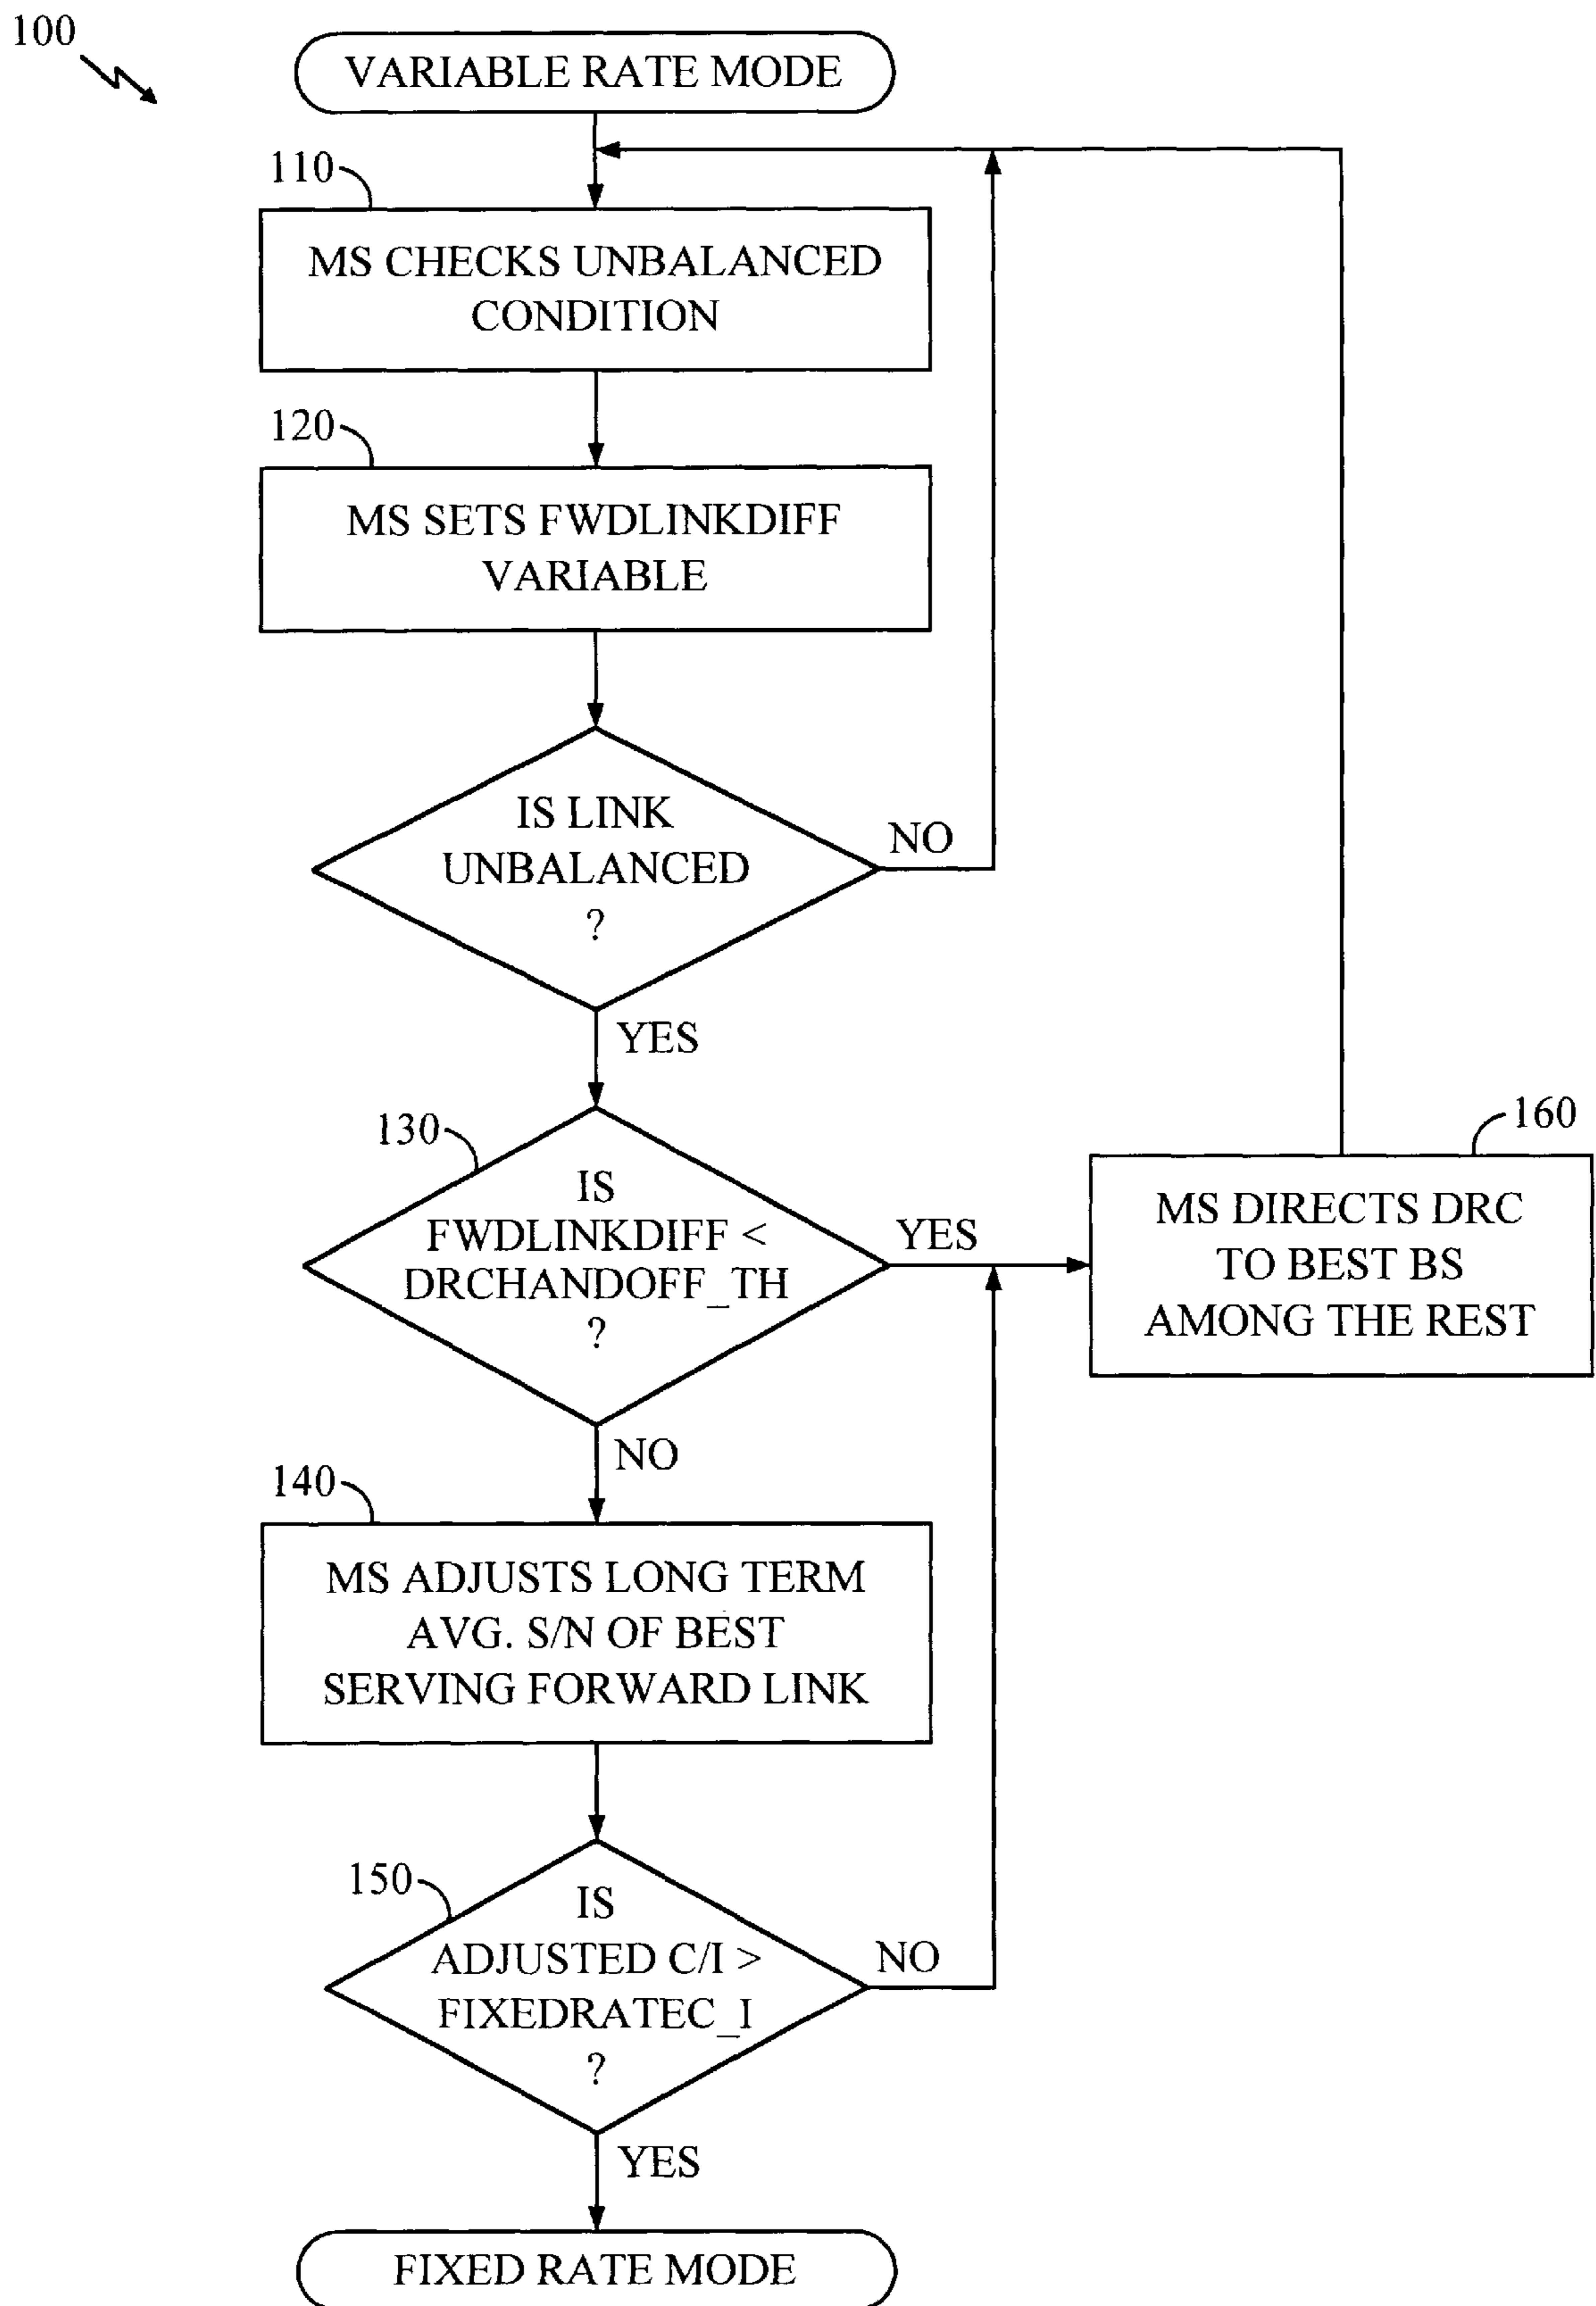 100
VARIABLE RATE MODE
110
MS CHECKS UNBALANCED
CONDITION
120
MS SETS FWDLINKDIFF
VARIABLE
IS LINK
UNBALANCED
?
NO
YES
130
IS
FWDLINKDIFF <
DRCHANDOFF_TH
?
YES
160
MS DIRECTS DRC
TO BEST BS
AMONG THE REST
NO
140
MS ADJUSTS LONG TERM
AVG. S/N OF BEST
SERVING FORWARD LINK
150
IS
ADJUSTED C/I >
FIXEDRATEC_I
?
NO
YES
FIXED RATE MODE